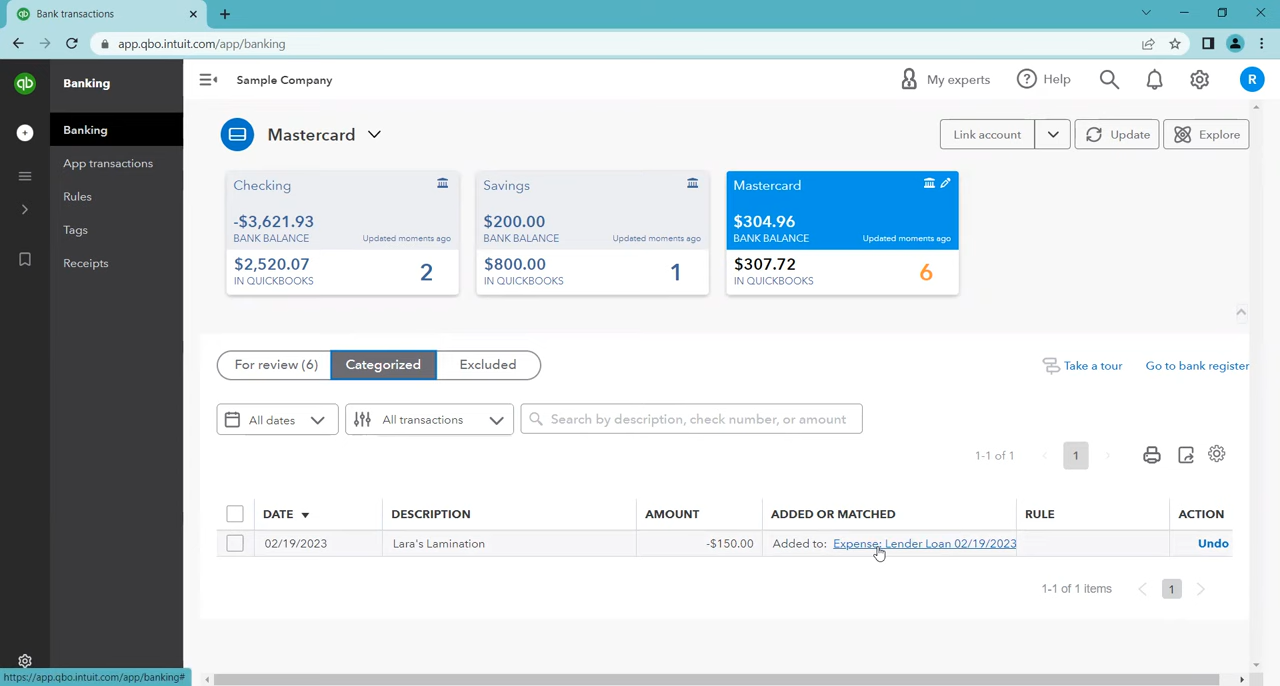 Bank transactions
app.qbo.intuit.com/app/banking
qb
Banking
Sample Company
My experts
Help
R
Banking
App transactions
Rules
Tags
Receipts
Mastercard
Link account
Update
Explore
Checking
-$3,621.93
BANK BALANCE
Updated moments ago
$2,520.07
IN QUICKBOOKS
2
Savings
$200.00
BANK BALANCE
Updated moments ago
$800.00
IN QUICKBOOKS
1
Mastercard
$304.96
BANK BALANCE
Updated moments ago
$307.72
IN QUICKBOOKS
6
For review (6)
Categorized
Excluded
Take a tour
Go to bank register
All dates
All transactions
Search by description, check number, or amount
1-1 of 1
1
DATE
DESCRIPTION
AMOUNT
ADDED OR MATCHED
RULE
ACTION
02/19/2023
Lara's Lamination
-$150.00
Added to: Expense: Lender Loan 02/19/2023
Undo
1-1 of 1 items
1
https://app.qbo.intuit.com/app/banking#